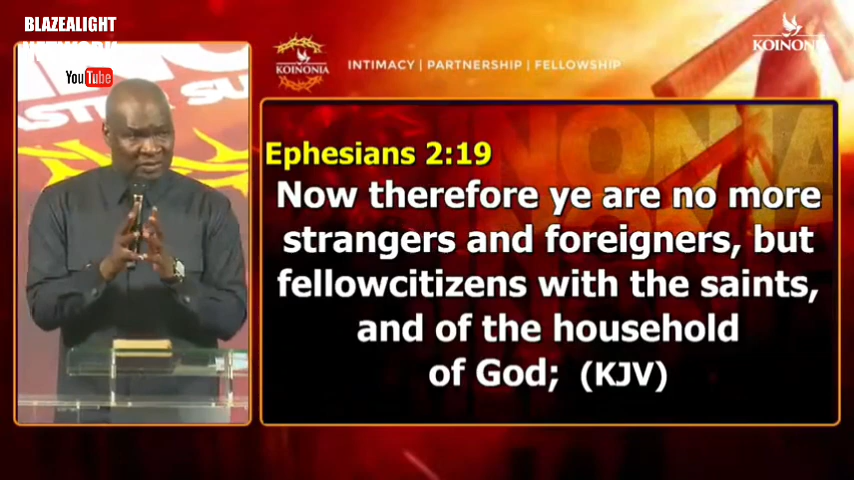 BLAZEALIGHT
NETWORK
YouTube
KOINONIA
INTIMACY | PARTNERSHIP | FELLOWSHIP
KOINONIA
Ephesians 2:19
Now therefore ye are no more
strangers and foreigners, but
fellowcitizens with the saints,
and of the household
of God; (KJV)